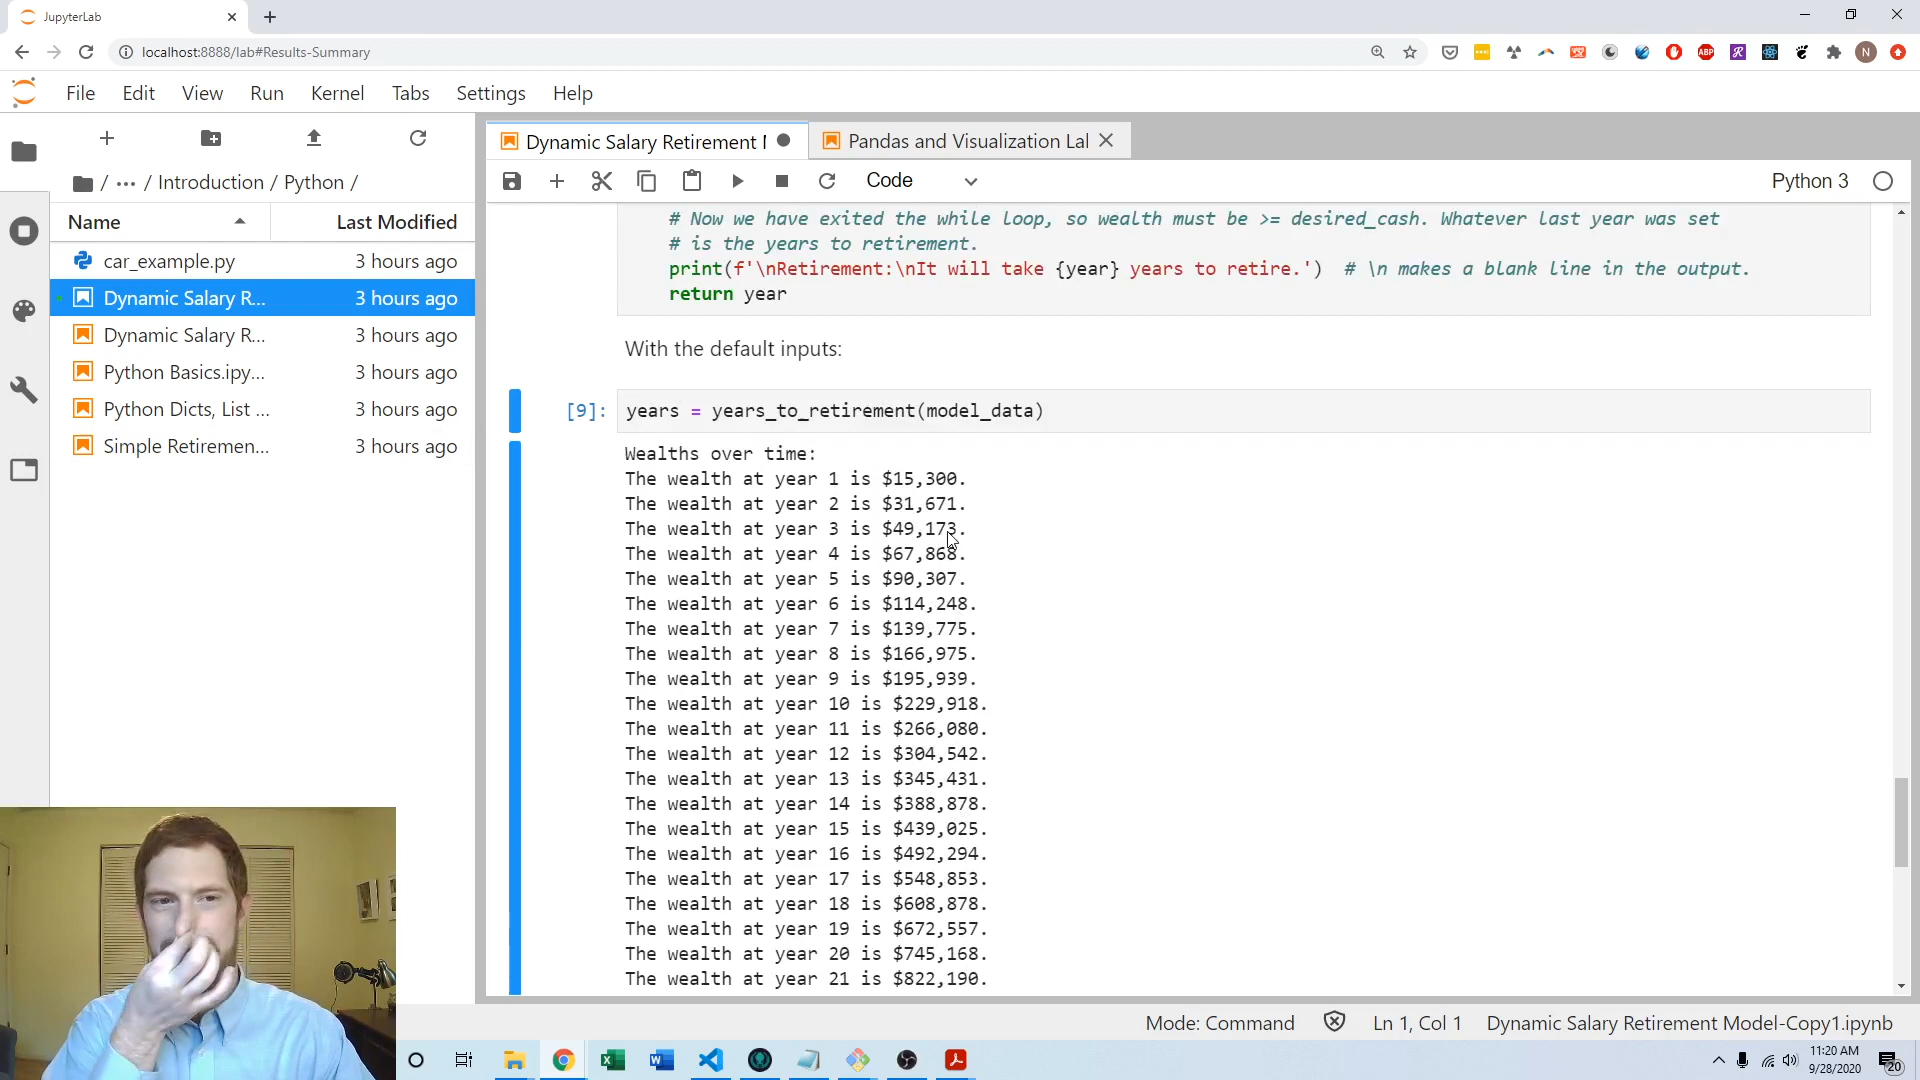 JupyterLab
localhost:8888/lab#Results-Summary
ABP
N
File Edit View Run Kernel Tabs Settings Help
Dynamic Salary Retirement M
Pandas and Visualization Lal
/ ··· / Introduction / Python /
Code
Python 3
Name Last Modified
car_example.py 3 hours ago
Dynamic Salary R... 3 hours ago
Dynamic Salary R... 3 hours ago
Python Basics.ipy... 3 hours ago
Python Dicts, List ... 3 hours ago
Simple Retiremen... 3 hours ago
# Now we have exited the while loop, so wealth must be >= desired_cash. Whatever last year was set
# is the years to retirement.
print(f'\nRetirement:\nIt will take {year} years to retire.') # \n makes a blank line in the output.
return year
With the default inputs:
[9]: years = years_to_retirement(model_data)
Wealths over time:
The wealth at year 1 is $15,300.
The wealth at year 2 is $31,671.
The wealth at year 3 is $49,173.
The wealth at year 4 is $67,868.
The wealth at year 5 is $90,307.
The wealth at year 6 is $114,248.
The wealth at year 7 is $139,775.
The wealth at year 8 is $166,975.
The wealth at year 9 is $195,939.
The wealth at year 10 is $229,918.
The wealth at year 11 is $266,080.
The wealth at year 12 is $304,542.
The wealth at year 13 is $345,431.
The wealth at year 14 is $388,878.
The wealth at year 15 is $439,025.
The wealth at year 16 is $492,294.
The wealth at year 17 is $548,853.
The wealth at year 18 is $608,878.
The wealth at year 19 is $672,557.
The wealth at year 20 is $745,168.
The wealth at year 21 is $822,190.
Mode: Command Ln 1, Col 1 Dynamic Salary Retirement Model-Copy1.ipynb
11:20 AM
9/28/2020
20